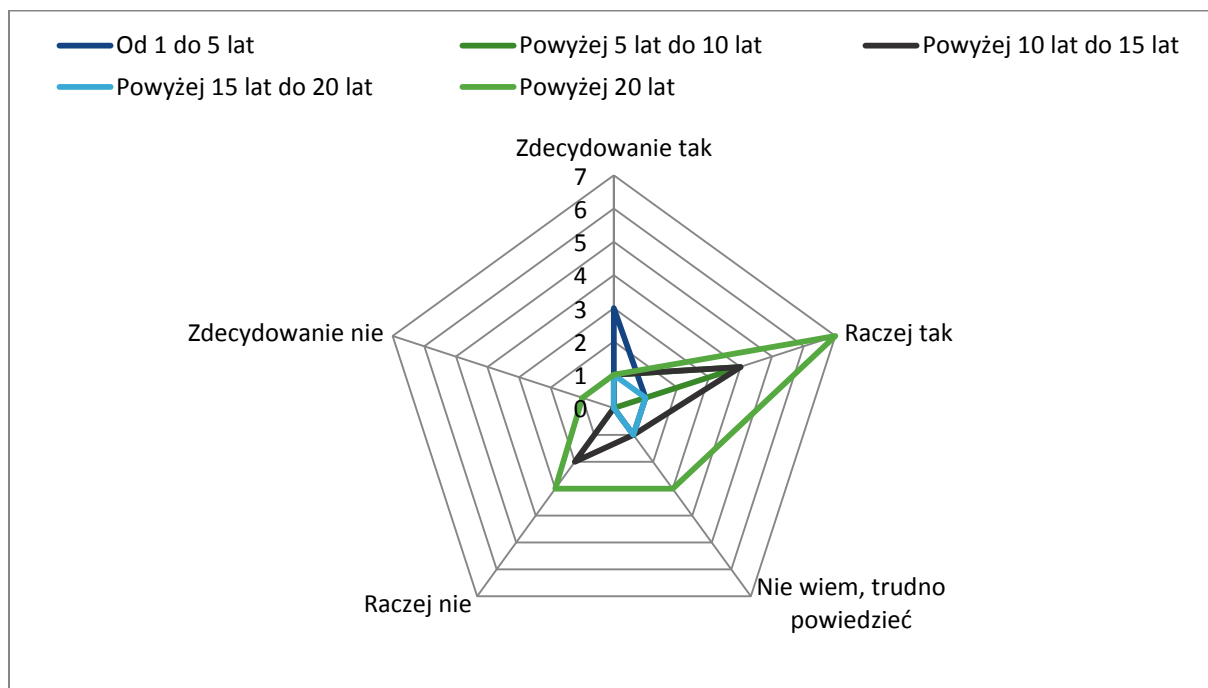 Od 1 do 5 lat
Powyżej 5 lat do 10 lat
Powyżej 10 lat do 15 lat
Powyżej 15 lat do 20 lat
Powyżej 20 lat
Zdecydowanie tak
7
6
5
4
3
2
1
0
Raczej tak
Nie wiem, trudno
powiedzieć
Raczej nie
Zdecydowanie nie